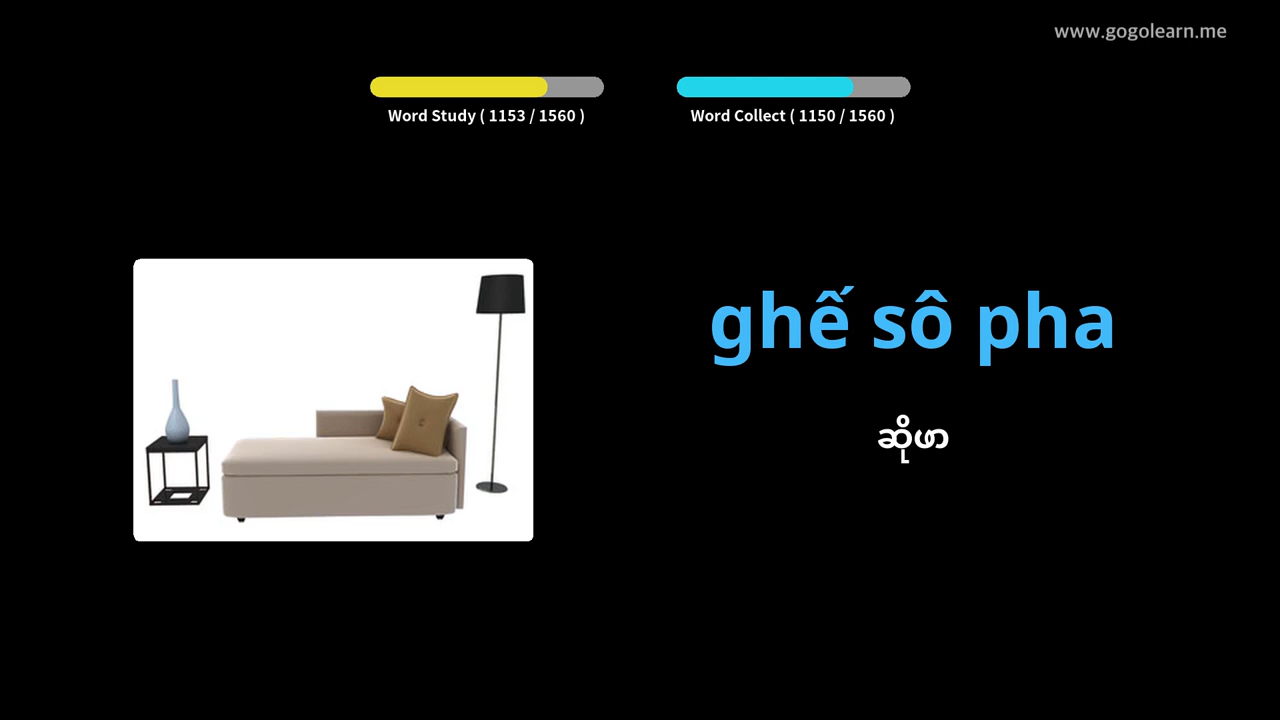 www.gogolearn.me
Word Study ( 1153 / 1560 )
Word Collect ( 1150 / 1560 )
ghế sô pha
ဆိုဖာ